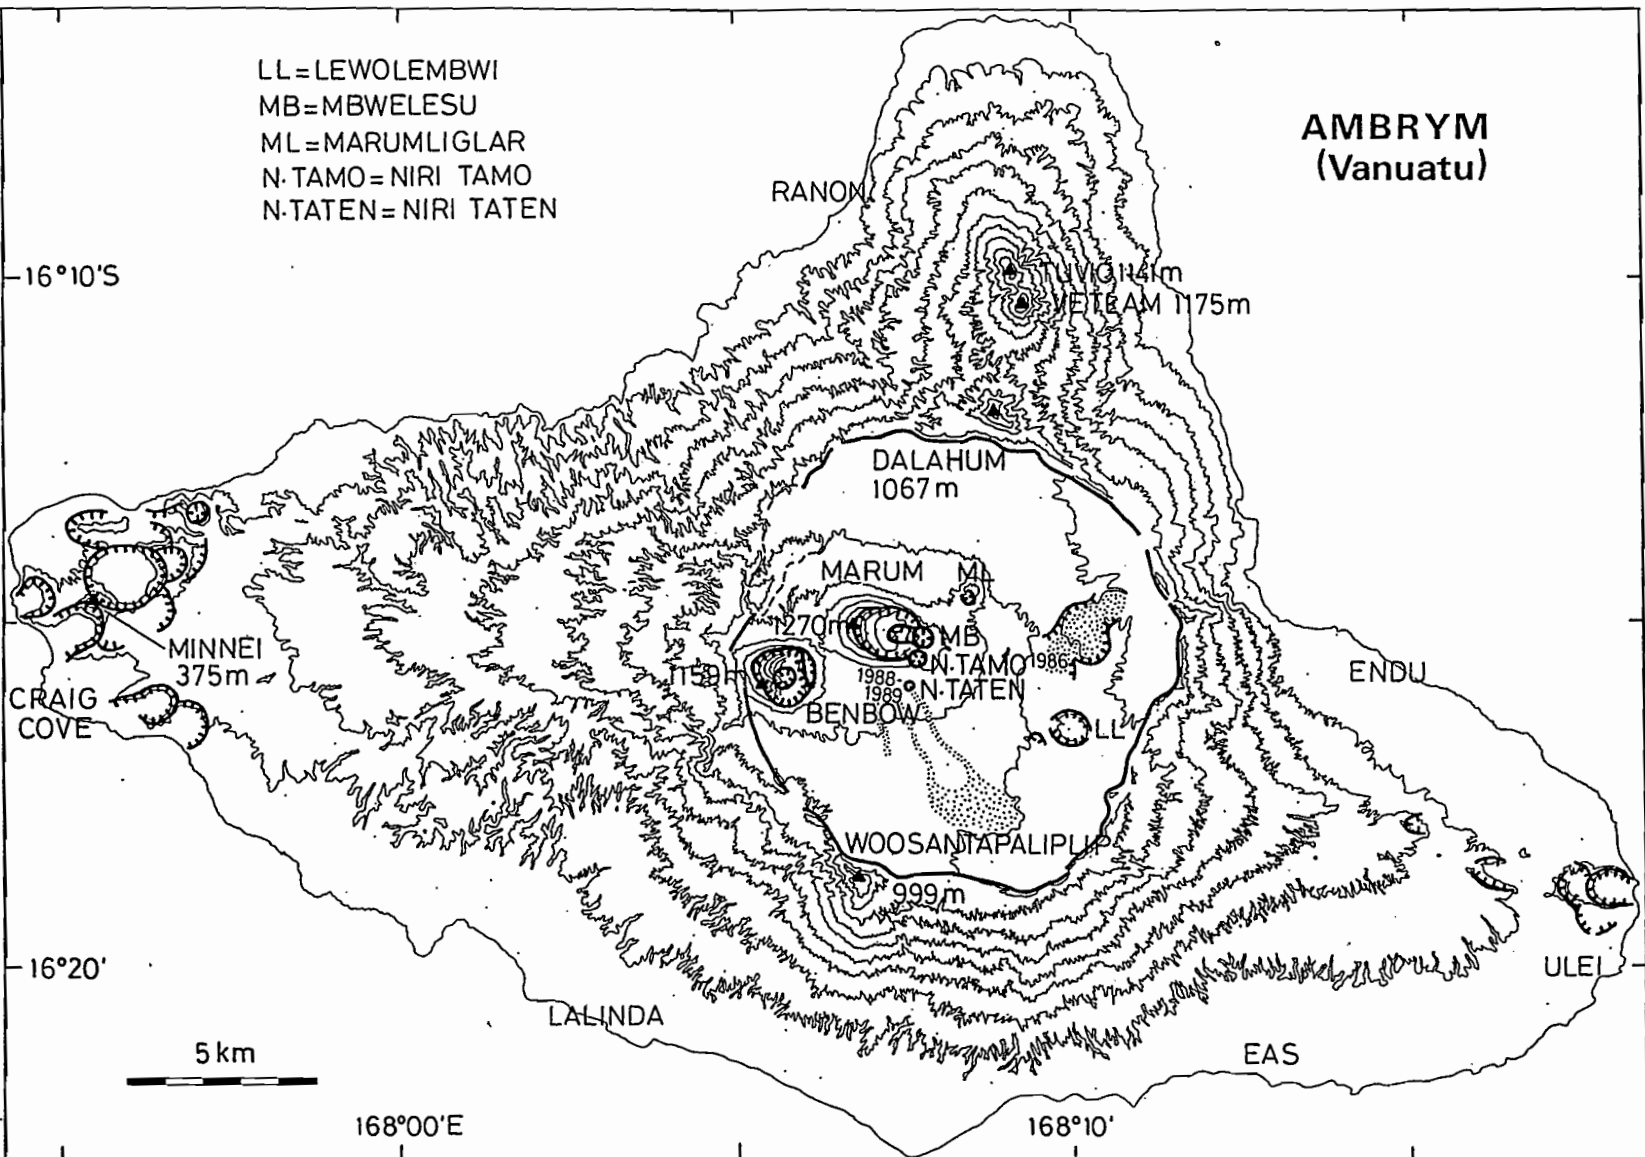 LL=LEWOLEMBWI
MB=MBWELESU
ML=MARUMLIGLAR
N·TAMO=NIRI TAMO
N·TATEN=NIRI TATEN
AMBRYM
(Vanuatu)
RANON
16°10'S
TUVIO 1141m
VETLAM 1175m
DALAHUM
1067m
MARUM
ML
1270m
MB
N·TAMO
1986
1988
1989
N·TATEN
1159m
BENBOW
LL
MINNEI
375m
CRAIG
COVE
ENDU
WOOSANTAPALIPLIP
999m
16°20'
ULEI
LALINDA
EAS
5 km
168°00'E
168°10'